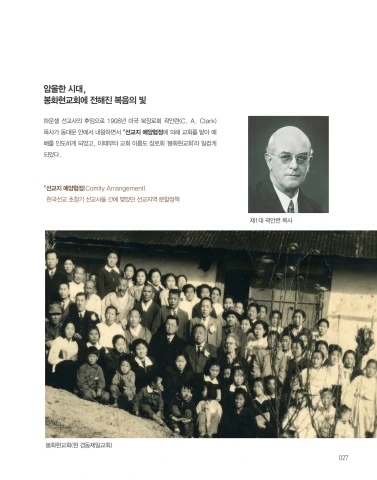 암울한 시대,
봉화현교회에 전해진 복음의 빛
하운셀 선교사의 후임으로 1908년 미국 북장로회 곽안련(C. A. Clark)
목사가 동대문 안에서 내왕하면서 *선교지 예양협정에 의해 교회를 맡아 예
배를 인도하게 되었고, 이때부터 교회 이름도 장로회 '봉화현교회'라 일컫게
되었다.
제1대 곽안련 목사
*선교지 예양협정(Comity Arrangement)
한국선교 초창기 선교사들 간에 맺었던 선교지역 분할정책
봉화현교회(현 경동제일교회)
027